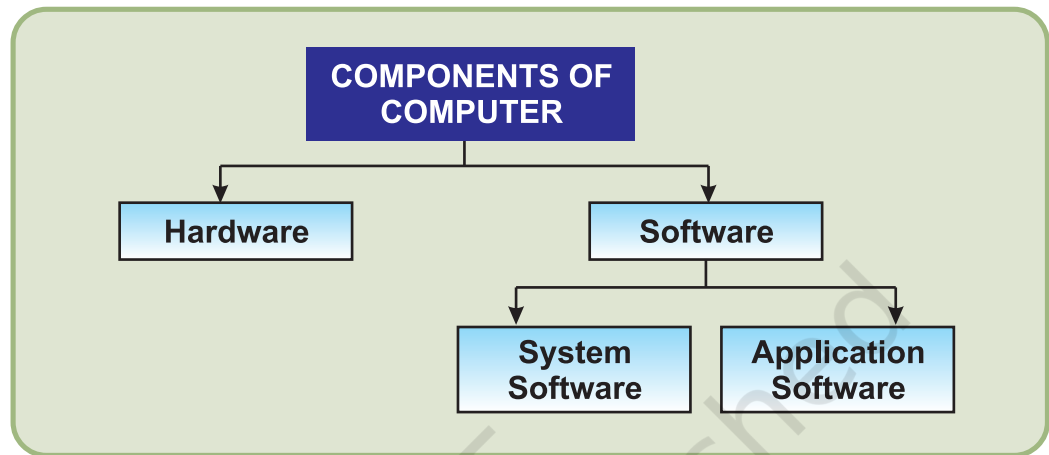 COMPONENTS OF
COMPUTER
Hardware
Software
System
Software
Application
Software